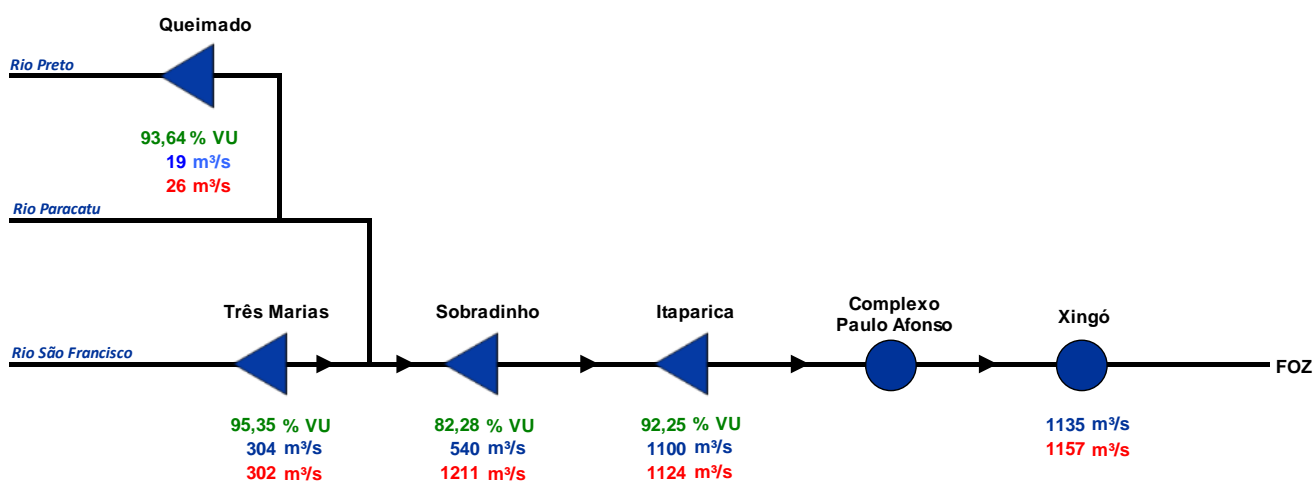 Queimado
Rio Preto
93,64 % VU
19 m³/s
26 m³/s
Rio Paracatu
Três Marias
Sobradinho
Itaparica
Complexo
Paulo Afonso
Xingó
Rio São Francisco
FOZ
95,35 % VU
304 m³/s
302 m³/s
82,28 % VU
540 m³/s
1211 m³/s
92,25 % VU
1100 m³/s
1124 m³/s
1135 m³/s
1157 m³/s